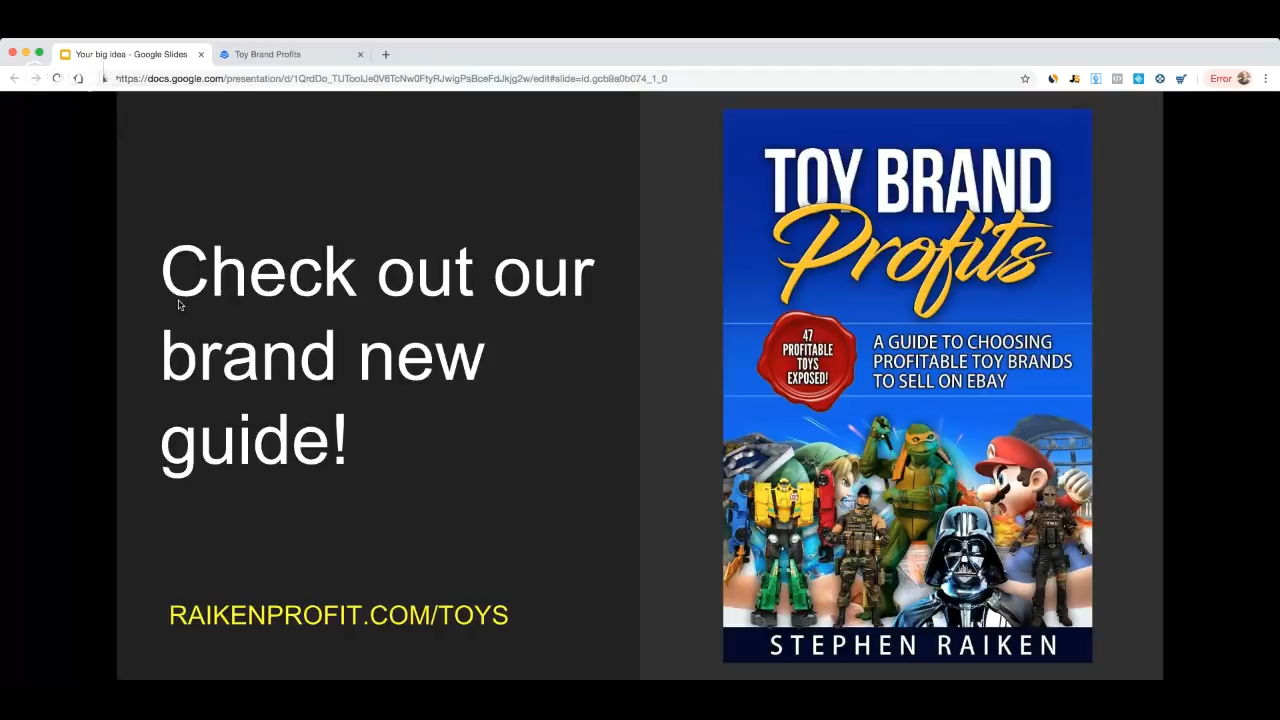 Your big idea - Google Slides
Toy Brand Profits
https://docs.google.com/presentation/d/1QrdDo_TUTooIJe0V6TcNw0FtyRJwigPsBceFdJkjg2w/edit#slide=id.gcb9a0b074_1_0
Error
Check out our
brand new
guide!
RAIKENPROFIT.COM/TOYS
TOY BRAND
Profits
47
PROFITABLE
TOYS
EXPOSED!
A GUIDE TO CHOOSING
PROFITABLE TOY BRANDS
TO SELL ON EBAY
STEPHEN RAIKEN